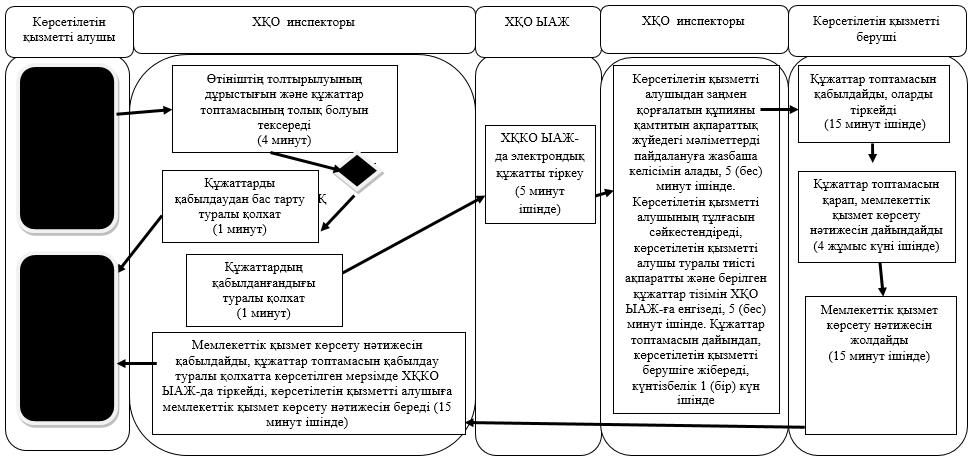 Көрсетілетін
қызметті алушы
ХҚО инспекторы
ХҚО ЫАЖ
ХҚО инспекторы
Көрсетілетін қызметті
беруші
Өтініштің толтырылуының
дұрыстығын және құжаттар
топтамасының толық болуын
тексереді
(4 минут)
Құжаттарды
қабылдаудан бас тарту
туралы қолхат
(1 минут)
Қ
Құжаттардың
қабылданғандығы
туралы қолхат
(1 минут)
Мемлекеттік қызмет көрсету нәтижесін
қабылдайды, құжаттар топтамасын қабылдау
туралы қолхатта көрсетілген мерзімде ХҚКО
ЫАЖ-да тіркейді, көрсетілетін қызметті алушыға
мемлекеттік қызмет көрсету нәтижесін береді (15
минут ішінде)
ХҚКО ЫАЖ-
да электрондық
құжатты тіркеу
(5 минут
ішінде)
Көрсетілетін қызметті
алушыдан заңмен
қорғалатын құпияны
қамтитын ақпараттық
жүйедегі мәліметтерді
пайдалануға жазбаша
келісімін алады, 5 (бес)
минут ішінде.
Көрсетілетін қызметті
алушының тұлғасын
сәйкестендіреді,
көрсетілетін қызметті
алушы туралы тиісті
ақпаратты және берілген
құжаттар тізімін ХҚО
ЫАЖ-ға енгізеді, 5 (бес)
минут ішінде. Құжаттар
топтамасын дайындап,
көрсетілетін қызметті
берушіге жібереді,
күнтізбелік 1 (бір) күн
ішінде
Құжаттар топтамасын
қабылдайды, оларды
тіркейді
(15 минут ішінде)
Құжаттар топтамасын
қарап, мемлекеттік
қызмет көрсету
нәтижесін дайындайды
(4 жұмыс күні ішінде)
Мемлекеттік қызмет
көрсету нәтижесін
жолдайды
(15 минут ішінде)